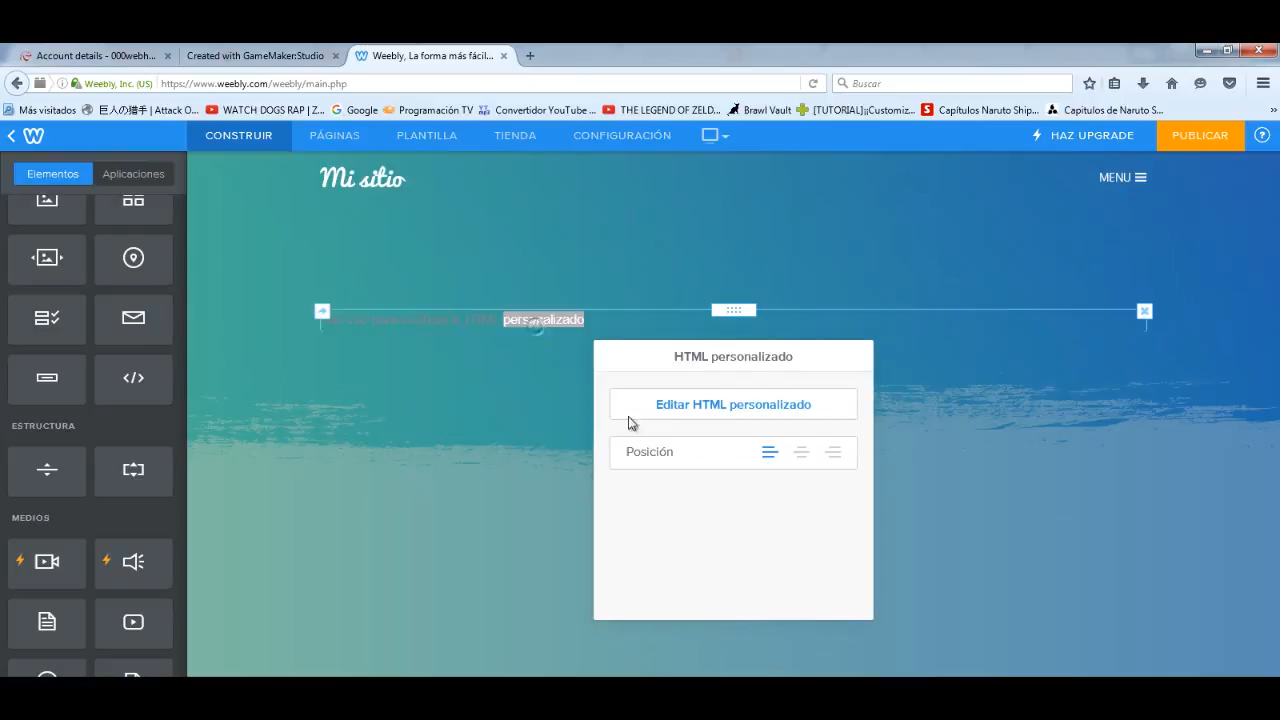 Account details - 000webh...
Created with GameMaker:Studio
Weebly, La forma más fácil...
Weebly, Inc. (US)
https://www.weebly.com/weebly/main.php
Buscar
Más visitados
巨人の猎手 | Attack O...
WATCH DOGS RAP | Z...
Google
Programación TV
Convertidor YouTube ...
THE LEGEND OF ZELD...
Brawl Vault
[TUTORIAL]¡¡Customiz...
Capítulos Naruto Ship...
Capitulos de Naruto S...
CONSTRUIR
PÁGINAS
PLANTILLA
TIENDA
CONFIGURACIÓN
HAZ UPGRADE
PUBLICAR
Elementos
Aplicaciones
Mi sitio
MENU
HTML personalizado
HTML personalizado
Editar HTML personalizado
Posición
ESTRUCTURA
MEDIOS